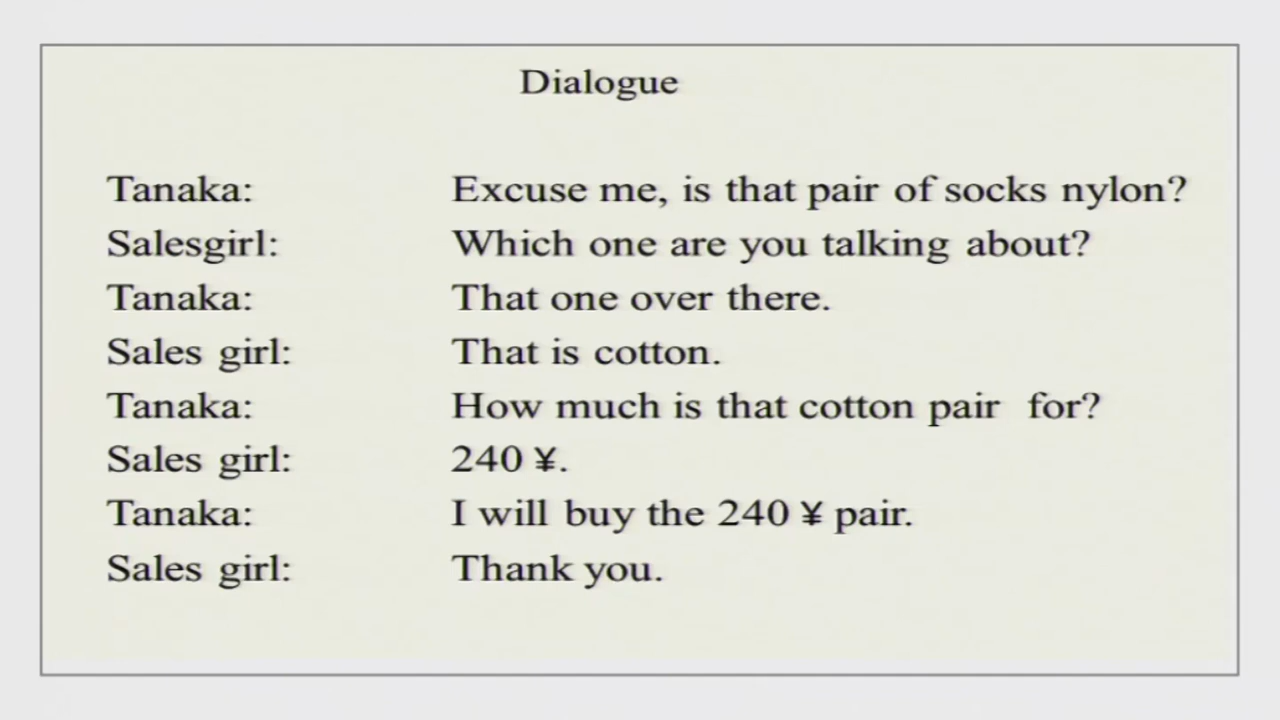 Dialogue
Tanaka: Excuse me, is that pair of socks nylon?
Salesgirl: Which one are you talking about?
Tanaka: That one over there.
Sales girl: That is cotton.
Tanaka: How much is that cotton pair for?
Sales girl: 240 ¥.
Tanaka: I will buy the 240 ¥ pair.
Sales girl: Thank you.